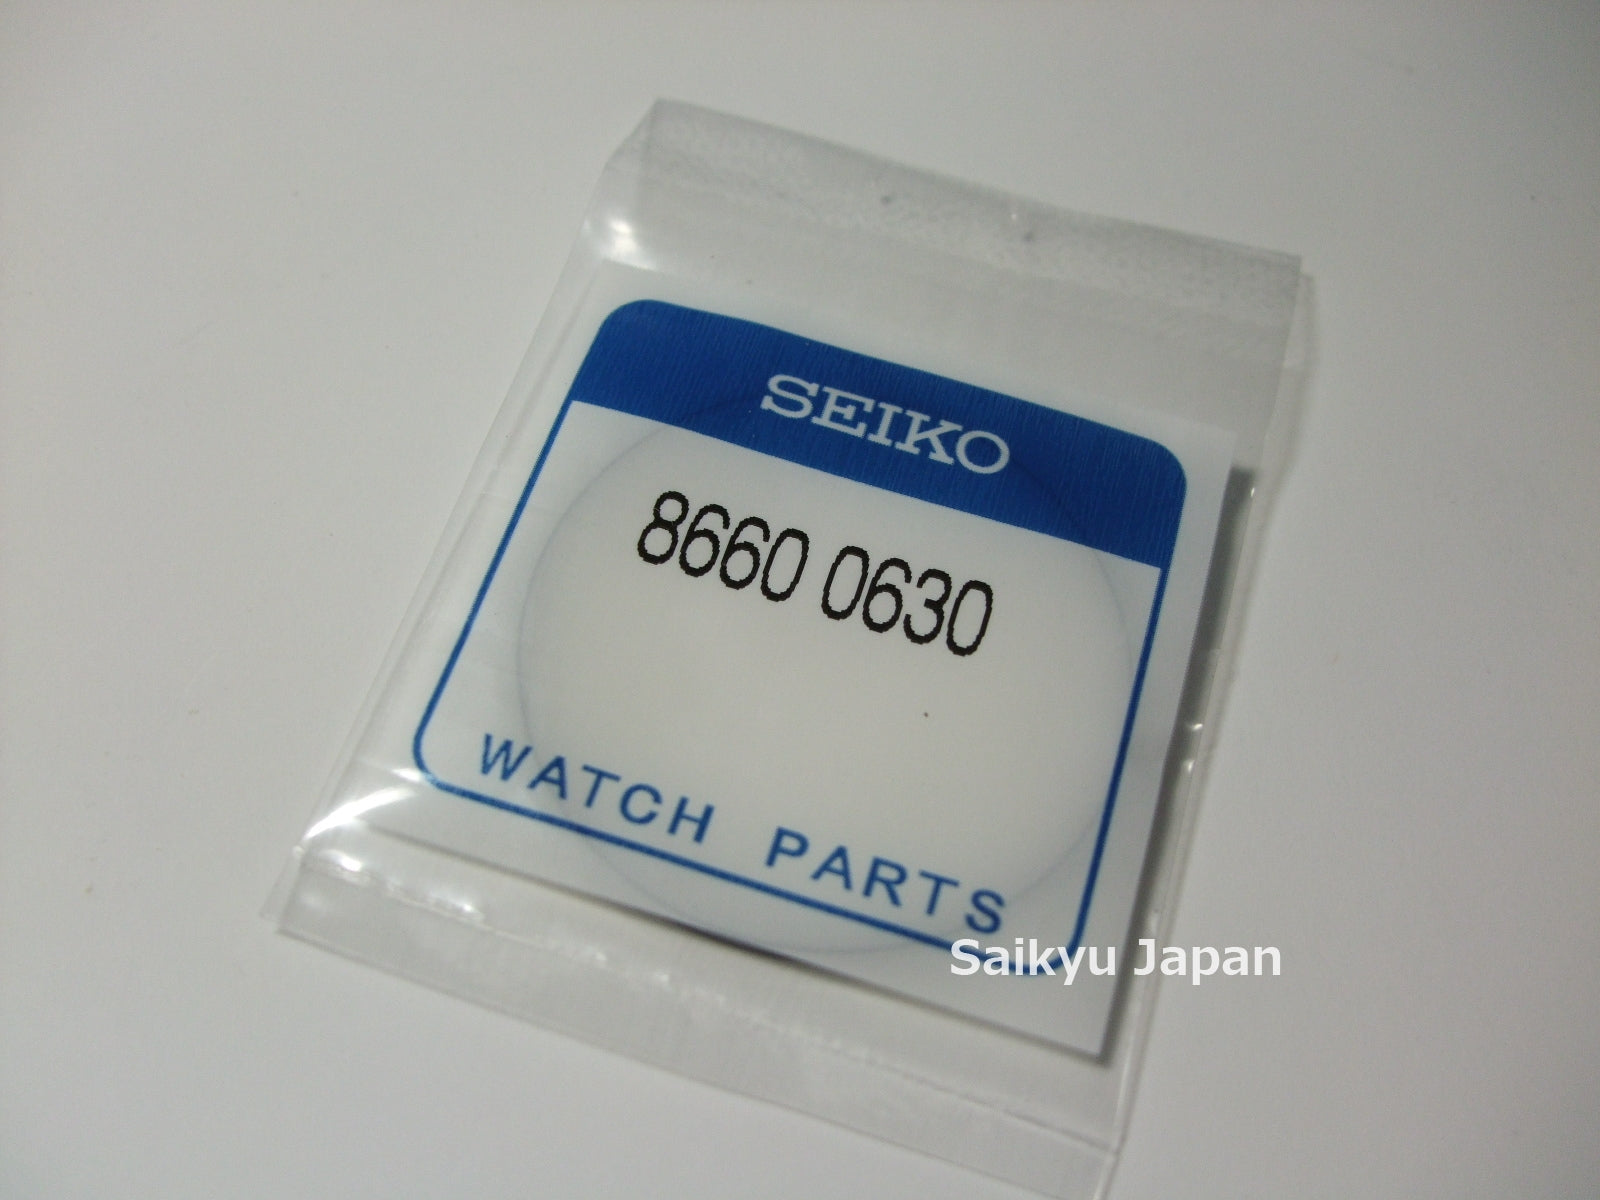 SEIKO
8660 0630
WATCH PARTS
Saikyu Japan